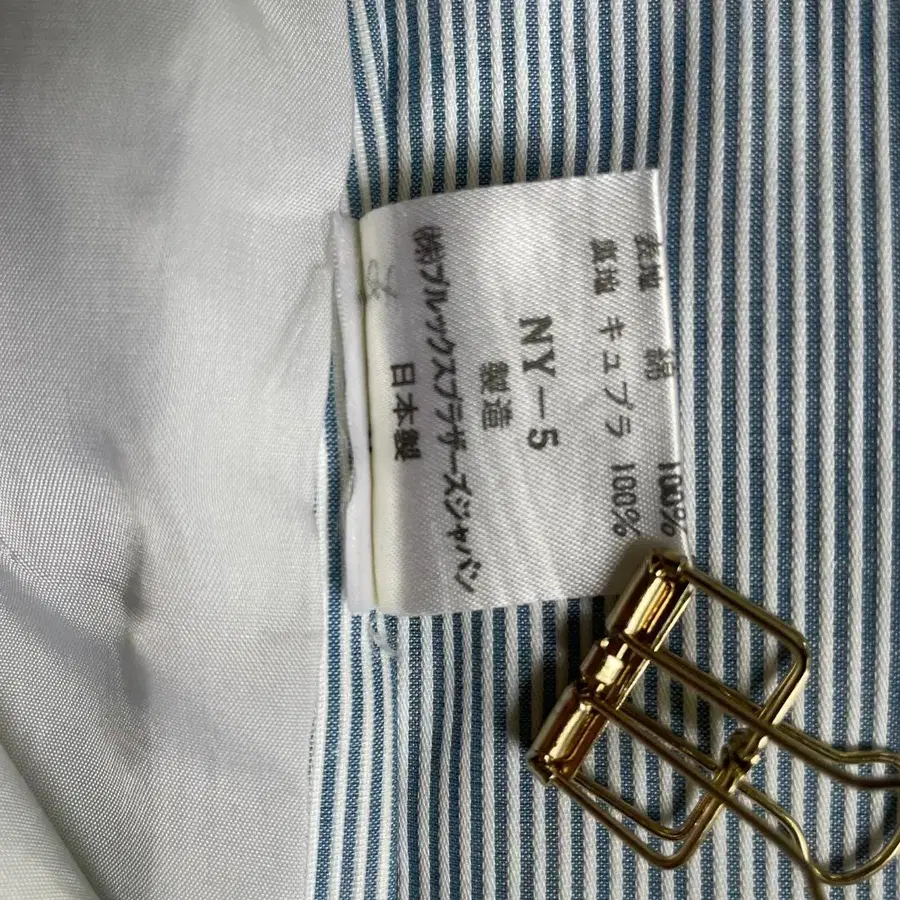 表地 綿 100%
裏地 キュプラ 100%
NY―5
製造
㈱ブルックスブラザーズジャパン
日本製